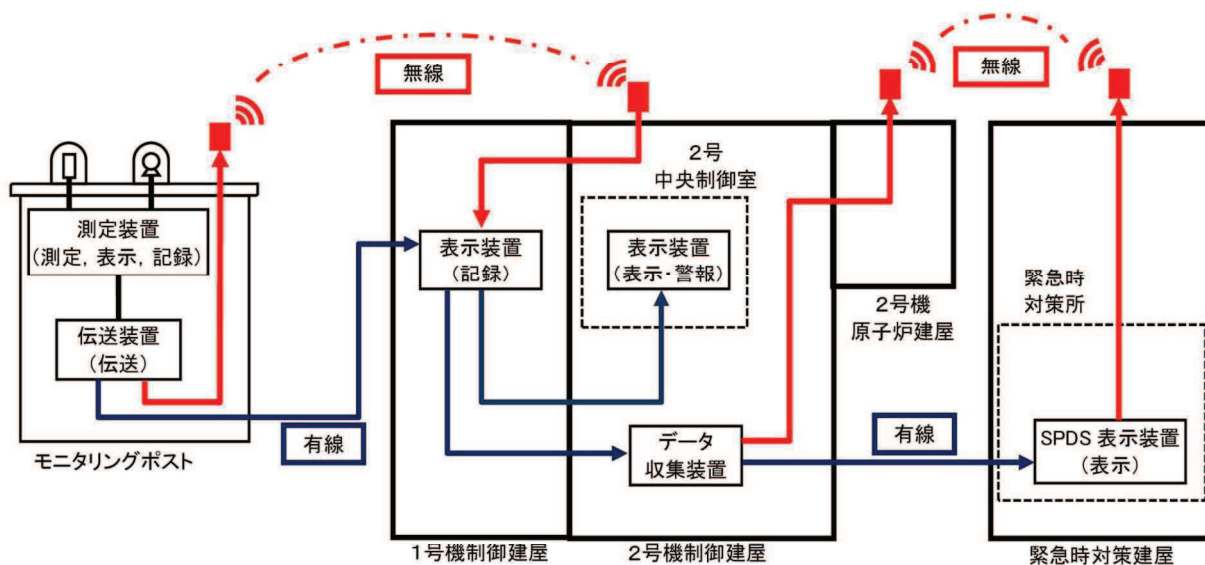 無線
無線
2号
中央制御室
測定装置
(測定, 表示, 記録)
表示装置
(記録)
表示装置
(表示・警報)
伝送装置
(伝送)
2号機
原子炉建屋
緊急時
対策所
有線
モニタリングポスト
データ
収集装置
有線
SPDS 表示装置
(表示)
1号機制御建屋
2号機制御建屋
緊急時対策建屋